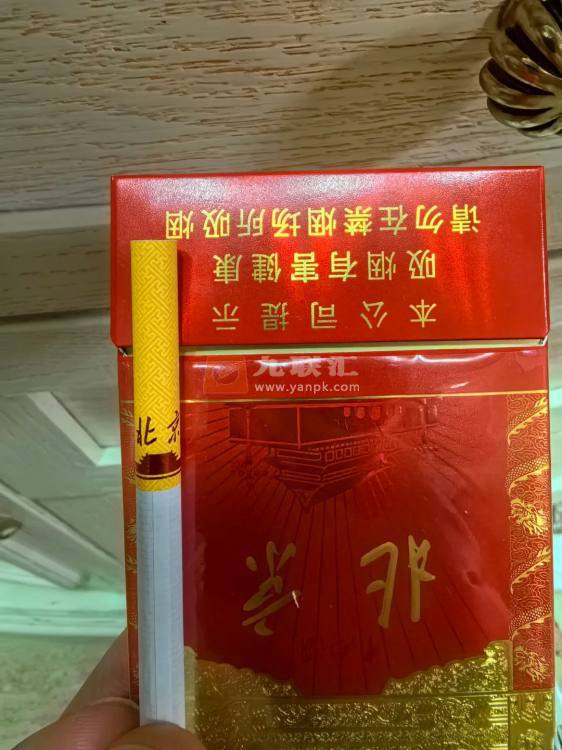 本公司提示
吸烟有害健康
请勿在禁烟场所吸烟
九联汇
www.yanpk.com
北京
北京